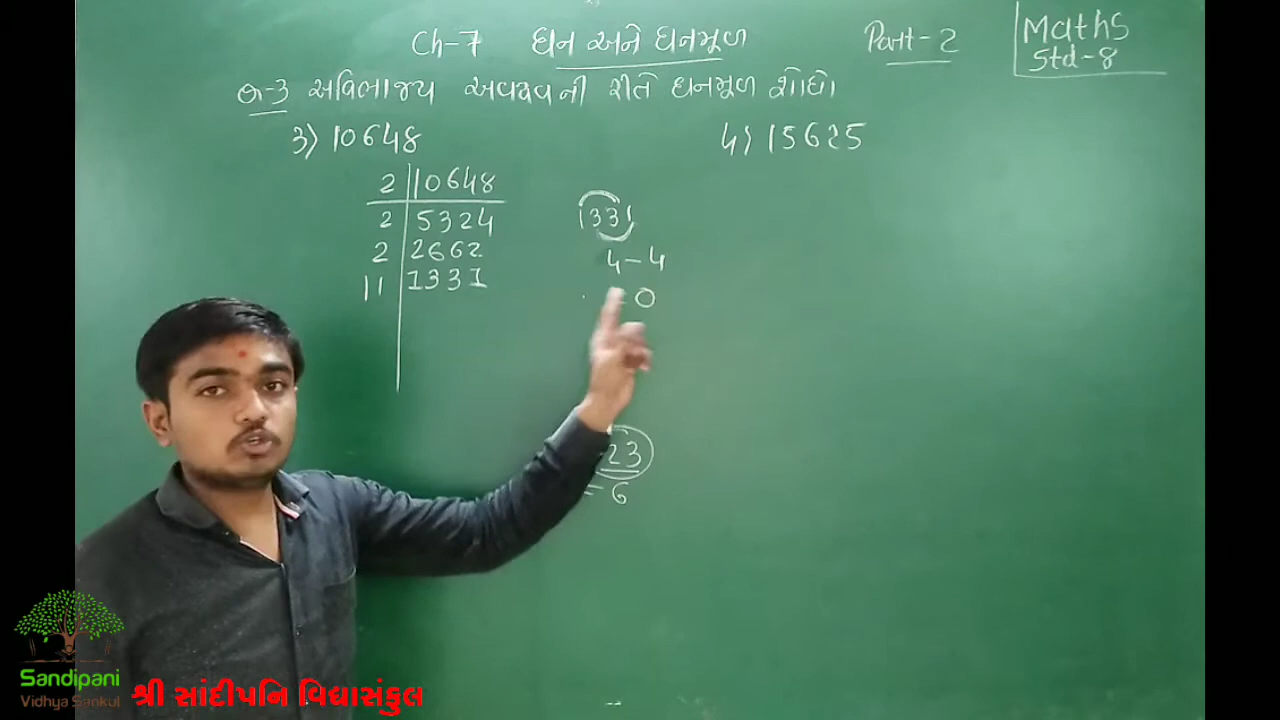 Ch-7 ઘન અને ઘનમૂળ
Part-2
Maths
Std-8
પ્ર-૩ અવિભાજ્ય અવયવની રીતે ઘનમૂળ શોધો
3) 10648
2 | 10648
2 | 5324
2 | 2662
11 | 1331
1331
4-4
0
23
= 6
4) 15625
Sandipani
Vidhya Sankul
શ્રી સાંદીપનિ વિદ્યાસંકુલ